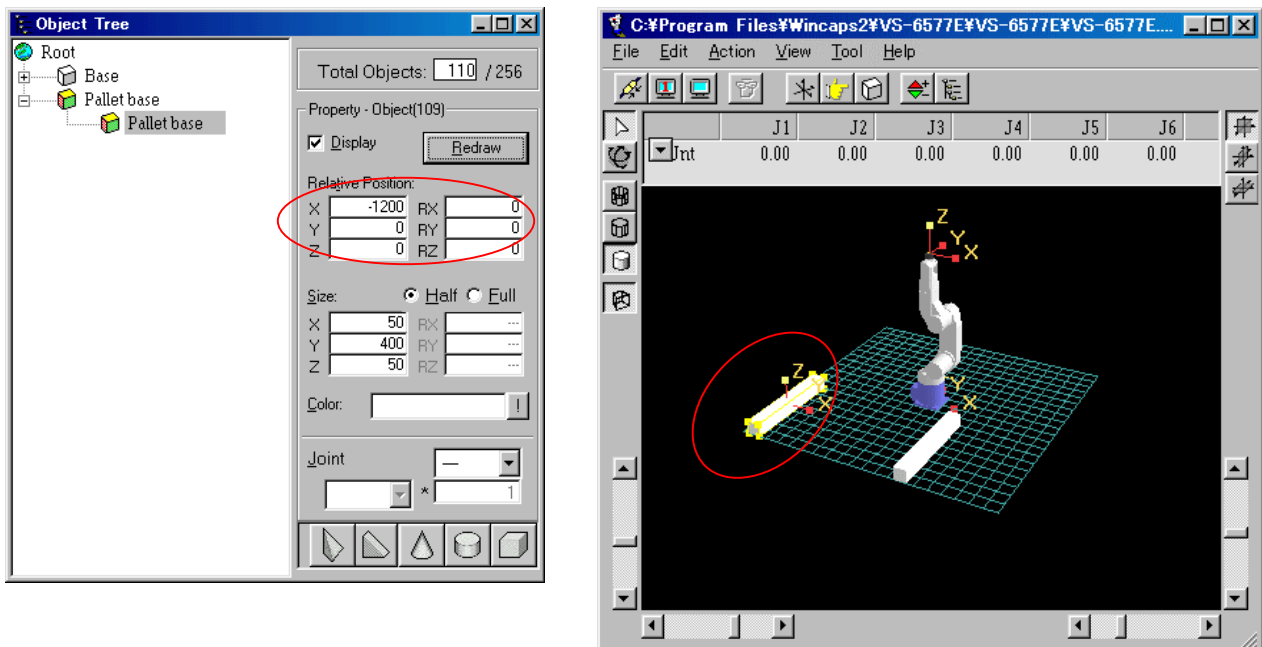 Object Tree
Root
Base
Pallet base
Pallet base
Total Objects: 110 / 256
Property - Object(109)
Display
Redraw
Relative Position:
X -1200 RX 0
Y 0 RY 0
Z 0 RZ 0
Size: Half Full
X 50 RX ---
Y 400 RY ---
Z 50 RZ ---
Color: !
Joint —
* 1
C:¥Program Files¥Wincaps2¥VS-6577E¥VS-6577E¥VS-6577E....
File Edit Action View Tool Help
J1 J2 J3 J4 J5 J6
Jnt 0.00 0.00 0.00 0.00 0.00 0.00
Z
Y
X
Z
Y
X
Y
X